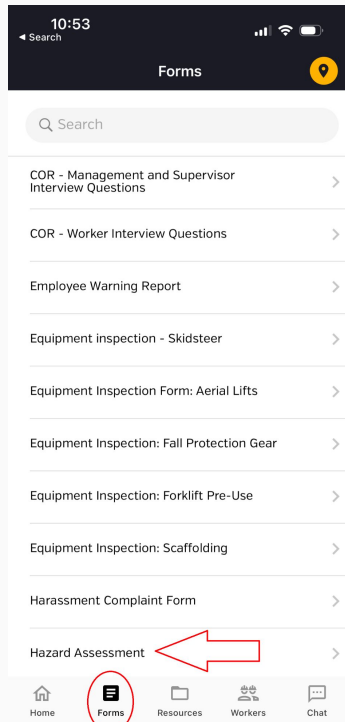 10:53
◀ Search
Forms
Search
COR - Management and Supervisor
Interview Questions
COR - Worker Interview Questions
Employee Warning Report
Equipment inspection - Skidsteer
Equipment Inspection Form: Aerial Lifts
Equipment Inspection: Fall Protection Gear
Equipment Inspection: Forklift Pre-Use
Equipment Inspection: Scaffolding
Harassment Complaint Form
Hazard Assessment
Home Forms Resources Workers Chat